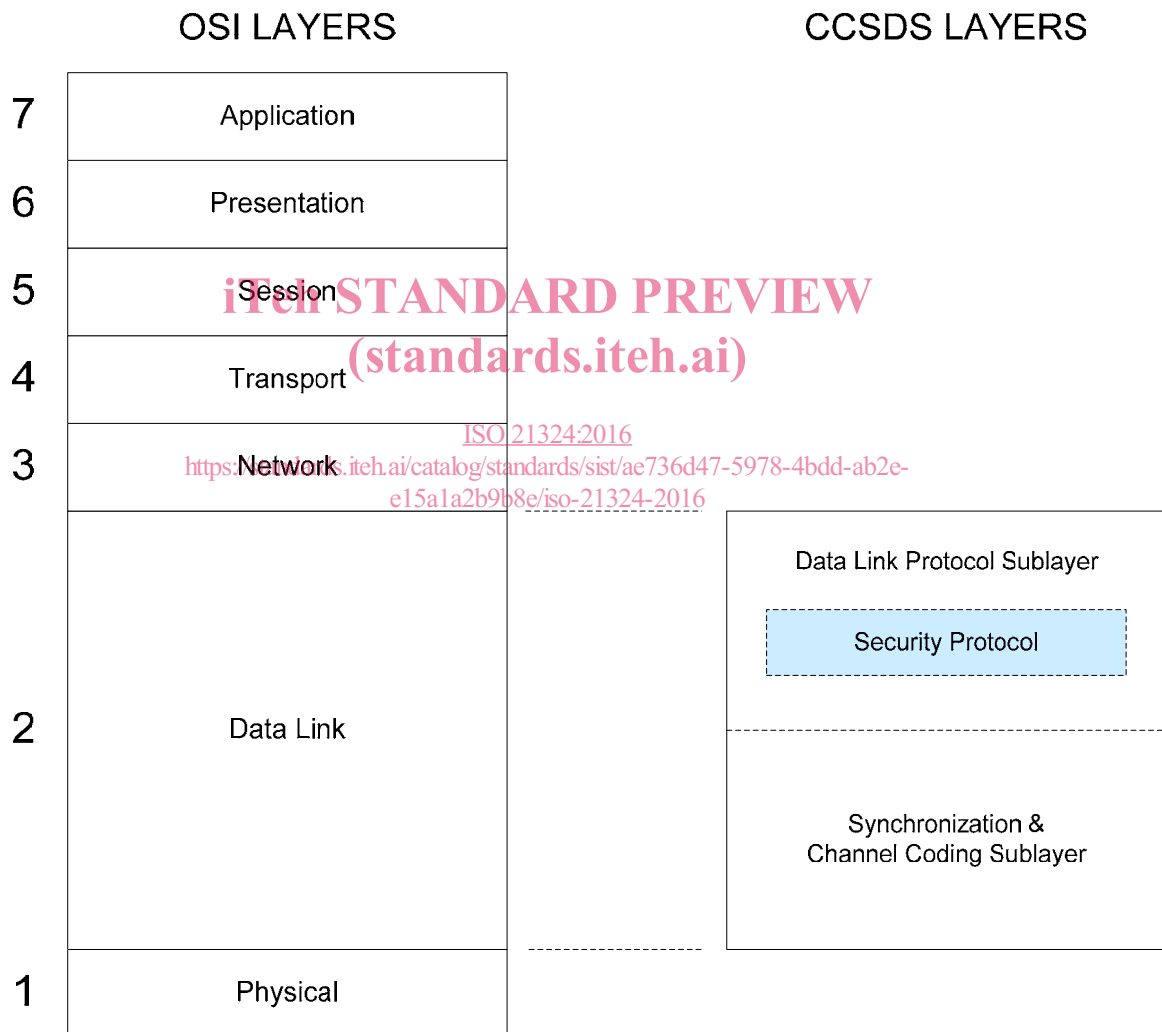 OSI LAYERS
CCSDS LAYERS
7
Application
6
Presentation
5
Session
iTeh STANDARD PREVIEW
(standards.iteh.ai)
4
Transport
ISO 21324:2016
3
Network
https://standards.iteh.ai/catalog/standards/sist/ae736d47-5978-4bdd-ab2e-
e15a1a2b9b8e/iso-21324-2016
2
Data Link
Data Link Protocol Sublayer
Security Protocol
Synchronization &
Channel Coding Sublayer
1
Physical